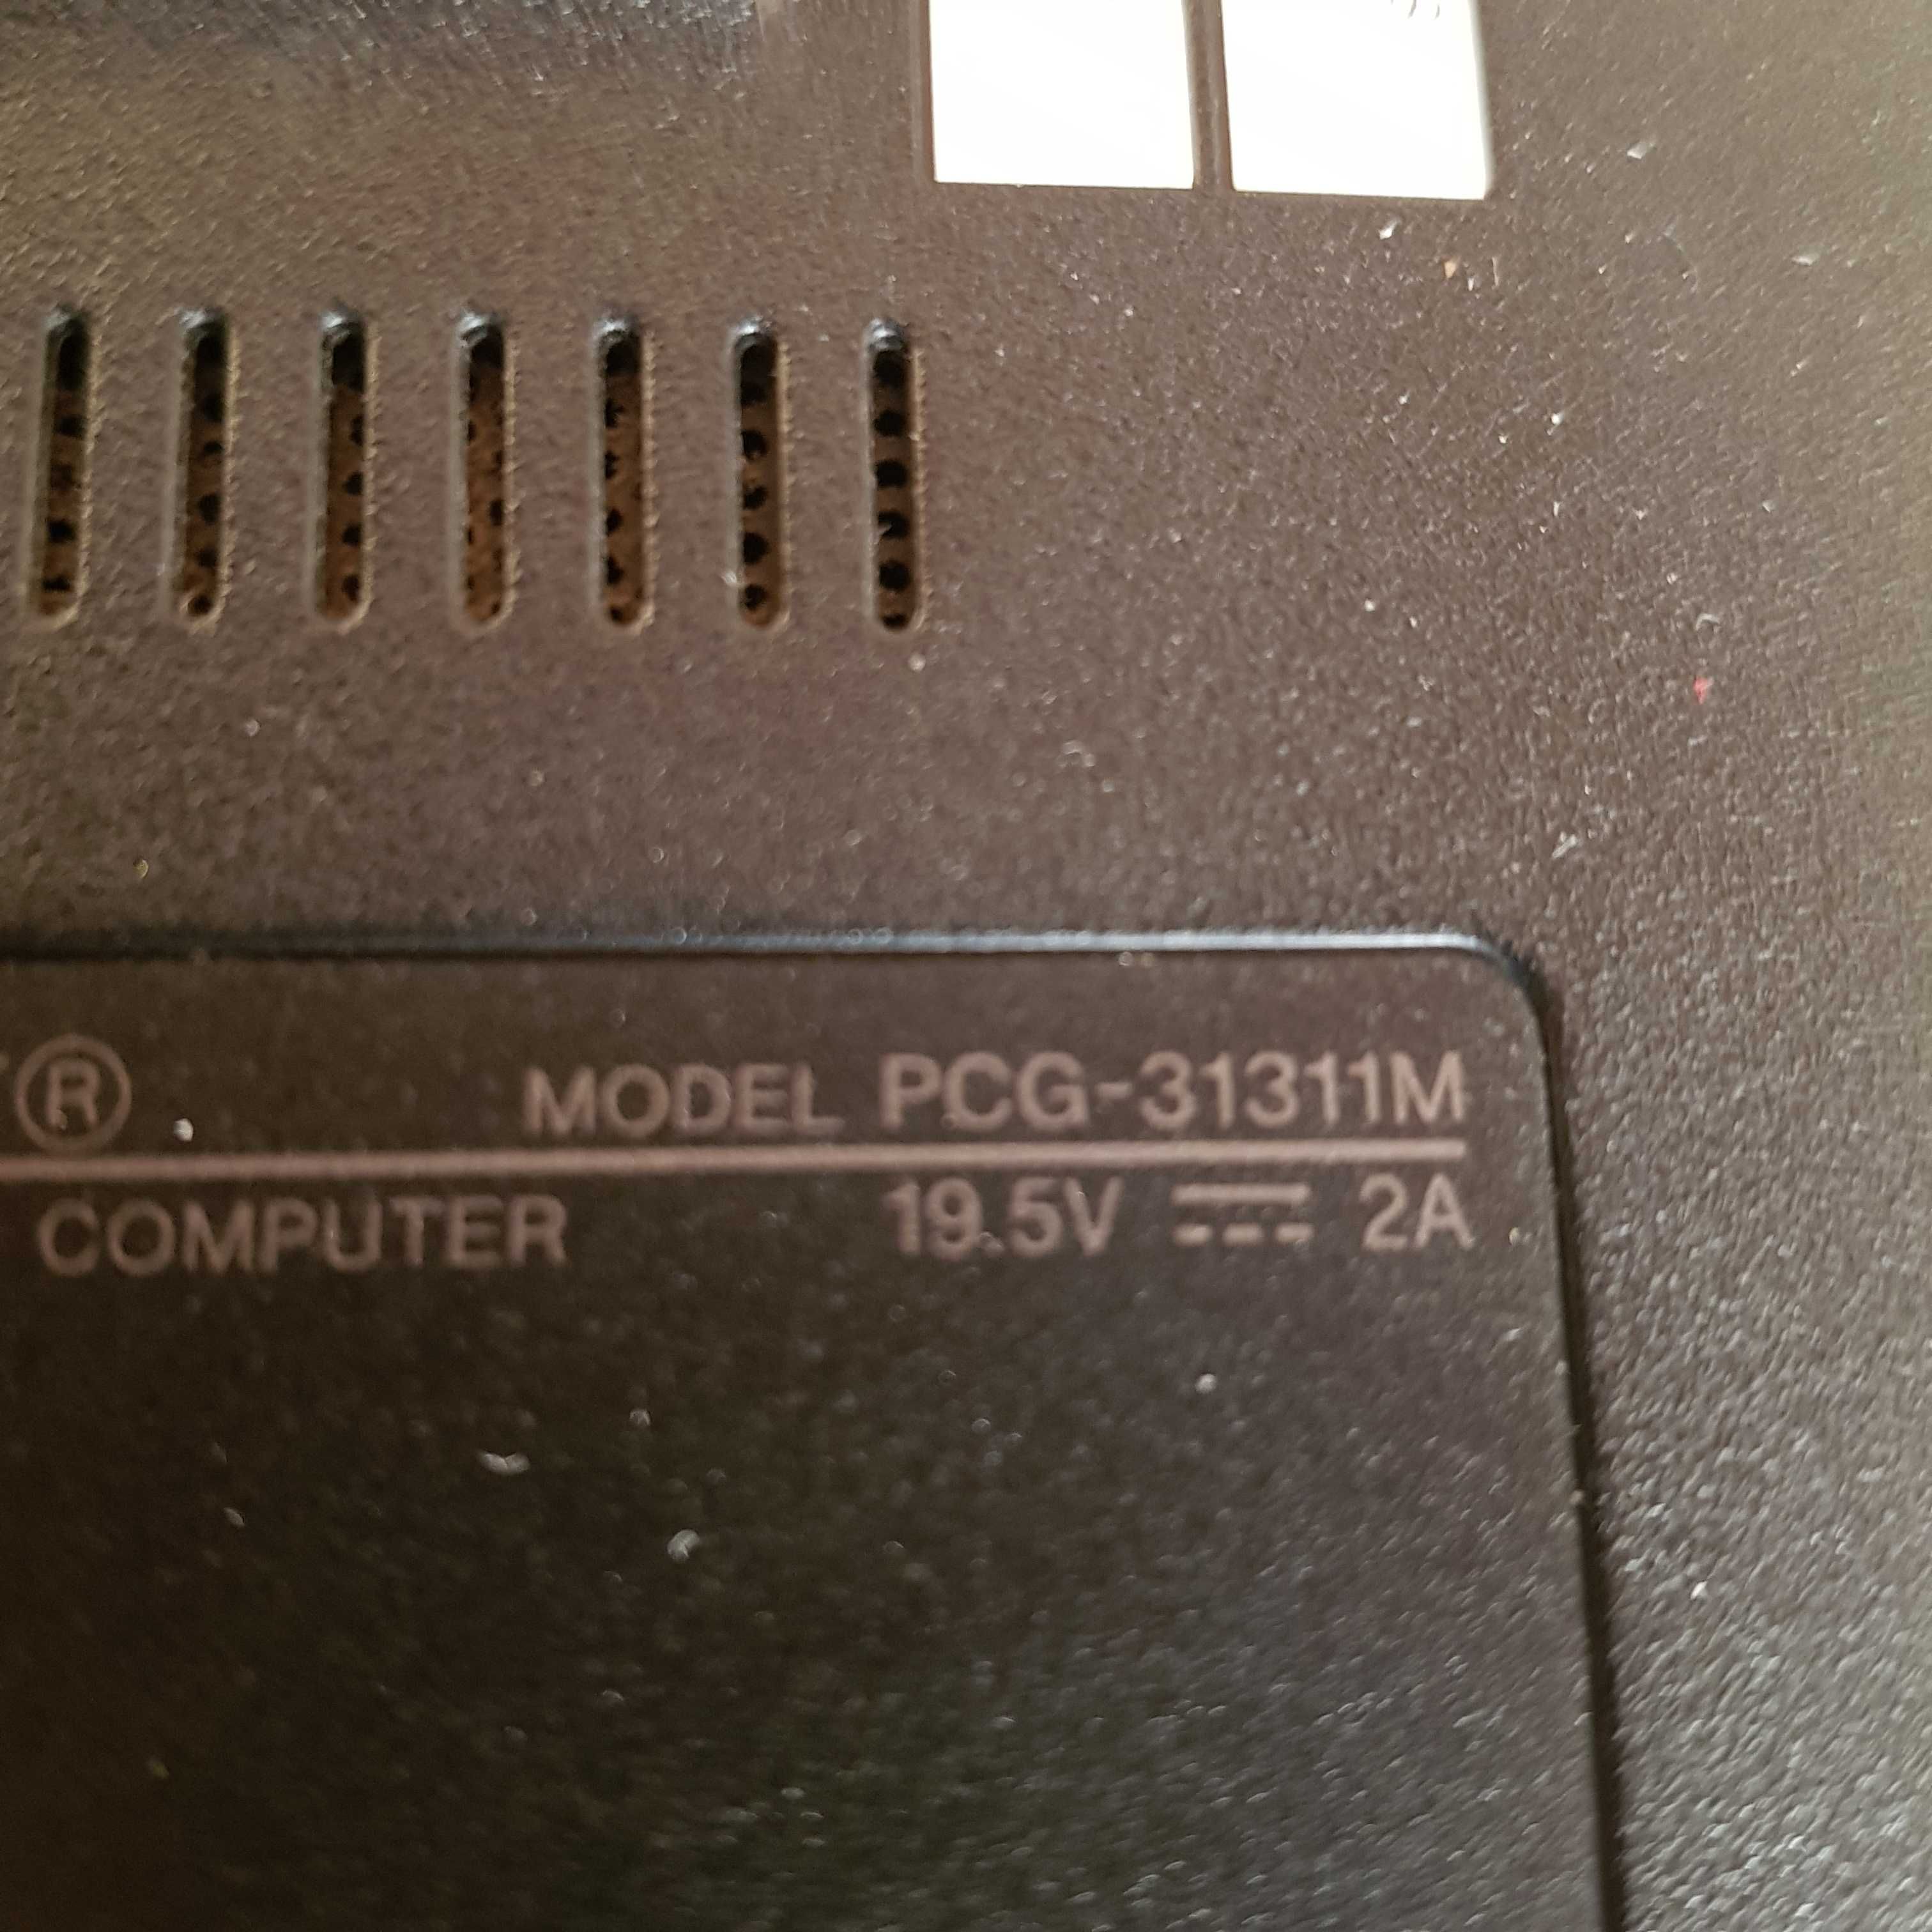 ® MODEL PCG-31311M
COMPUTER 19.5V ⎓ 2A